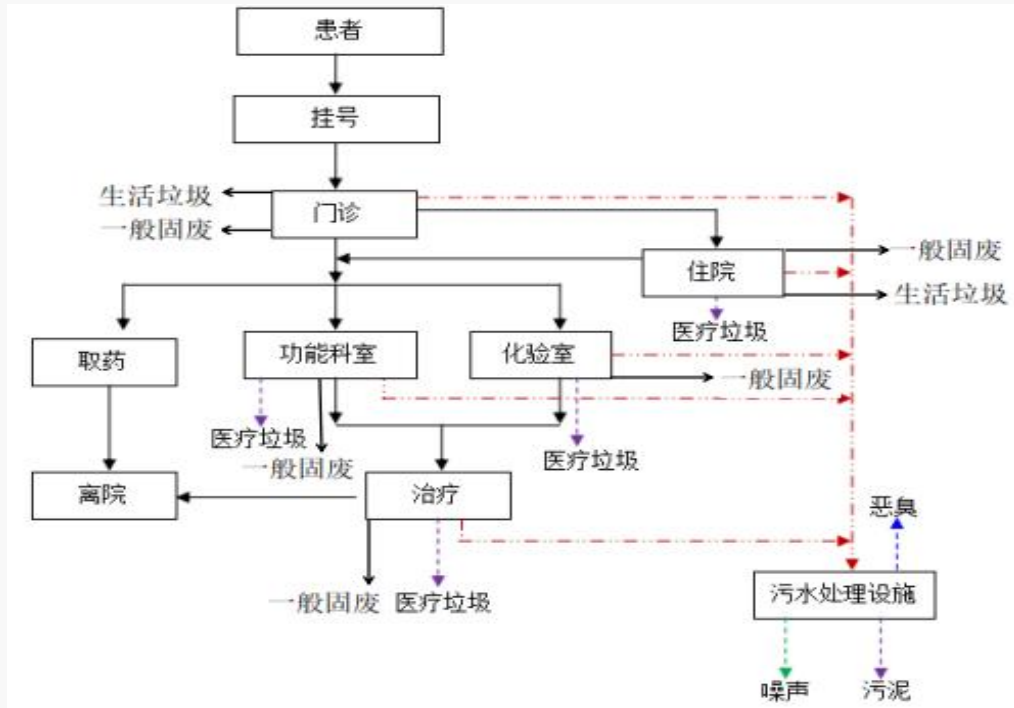 患者
挂号
生活垃圾
一般固废
门诊
一般固废
住院
生活垃圾
医疗垃圾
取药
功能科室
化验室
一般固废
医疗垃圾
一般固废
医疗垃圾
离院
治疗
恶臭
一般固废
医疗垃圾
污水处理设施
噪声
污泥